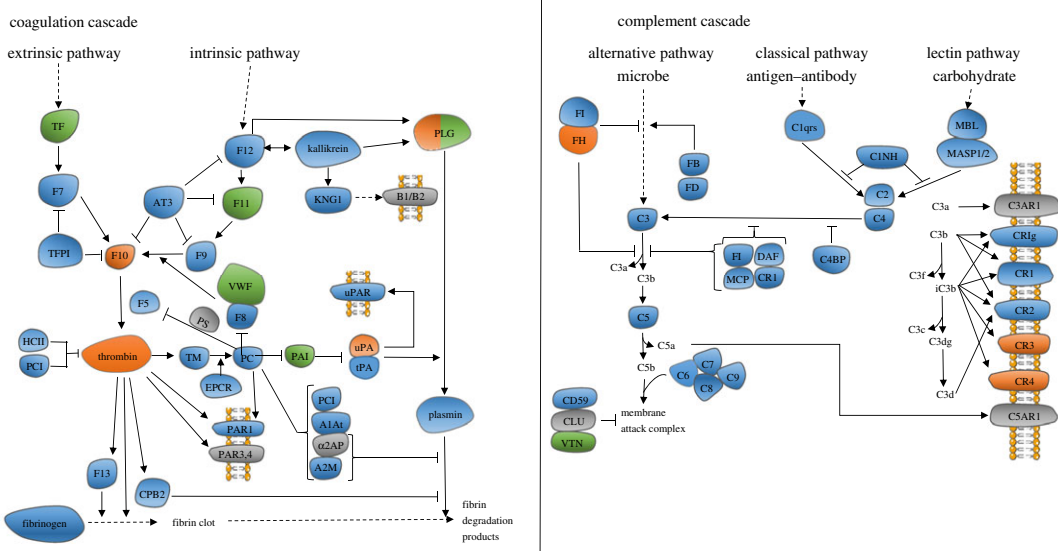 coagulation cascade
extrinsic pathway
intrinsic pathway
TF
F7
TFPI
F10
AT3
F12
F11
F9
kallikrein
KNG1
B1/B2
PLG
VWF
F8
F5
PS
HCII
PCI
thrombin
TM
EPCR
PC
PAI
uPAR
uPA
tPA
PCI
A1At
α2AP
A2M
PAR1
PAR3,4
plasmin
F13
CPB2
fibrinogen
fibrin clot
fibrin
degradation
products
complement cascade
alternative pathway
microbe
classical pathway
antigen–antibody
lectin pathway
carbohydrate
FI
FH
FB
FD
C1qrs
C1NH
MBL
MASP1/2
C2
C4
C4BP
C3
FI
DAF
MCP
CR1
C3a
C3b
C5
C5a
C5b
C6
C7
C8
C9
CD59
CLU
VTN
membrane
attack complex
C3a
C3b
C3f
iC3b
C3c
C3dg
C3d
C3AR1
CRIg
CR1
CR2
CR3
CR4
C5AR1